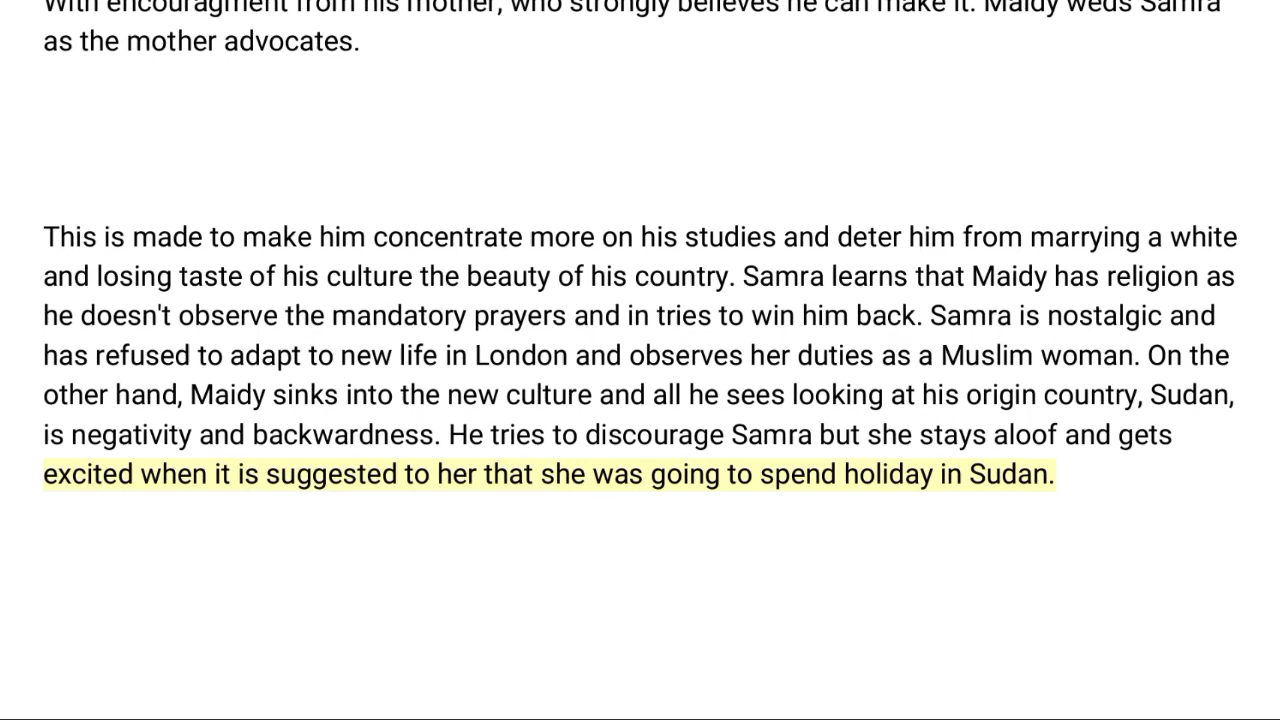 With encouragment from his mother, who strongly believes he can make it. Maidy weds Samra
as the mother advocates.
This is made to make him concentrate more on his studies and deter him from marrying a white
and losing taste of his culture the beauty of his country. Samra learns that Maidy has religion as
he doesn't observe the mandatory prayers and in tries to win him back. Samra is nostalgic and
has refused to adapt to new life in London and observes her duties as a Muslim woman. On the
other hand, Maidy sinks into the new culture and all he sees looking at his origin country, Sudan,
is negativity and backwardness. He tries to discourage Samra but she stays aloof and gets
excited when it is suggested to her that she was going to spend holiday in Sudan.